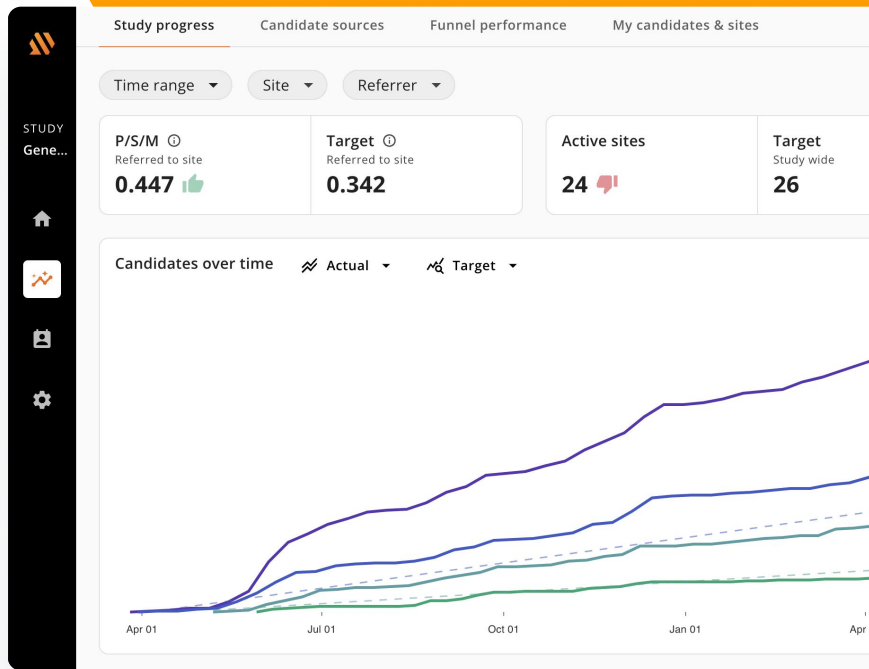 Study progress
Candidate sources
Funnel performance
My candidates & sites
Time range
Site
Referrer
STUDY
Gene...
P/S/M
Referred to site
0.447
Target
Referred to site
0.342
Active sites
24
Target
Study wide
26
Candidates over time
Actual
Target
Apr 01
Jul 01
Oct 01
Jan 01
Apr